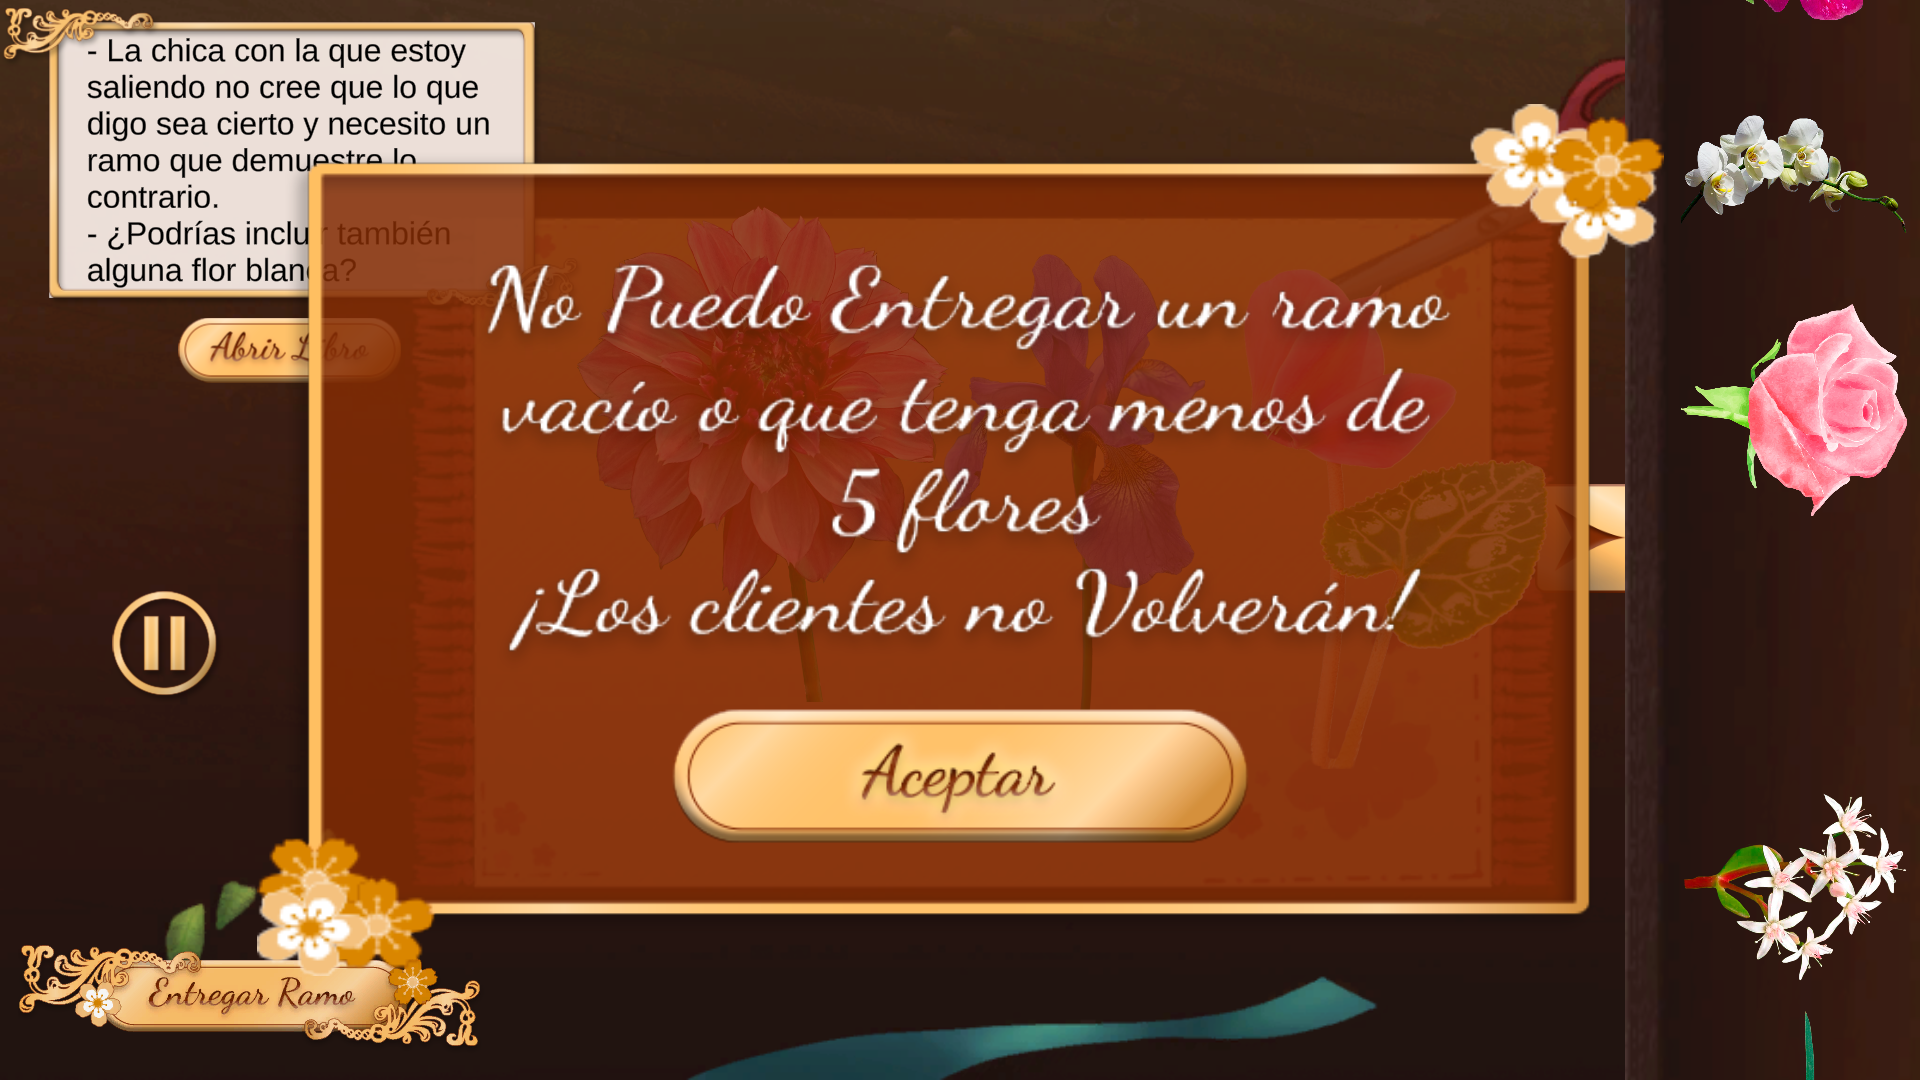 - La chica con la que estoy
saliendo no cree que lo que
digo sea cierto y necesito un
ramo que demuestre lo
contrario.
- ¿Podrías incluir también
alguna flor blanca?
Abrir Libro
No Puedo Entregar un ramo
vacío o que tenga menos de
5 flores
¡Los clientes no Volverán!
Aceptar
Entregar Ramo